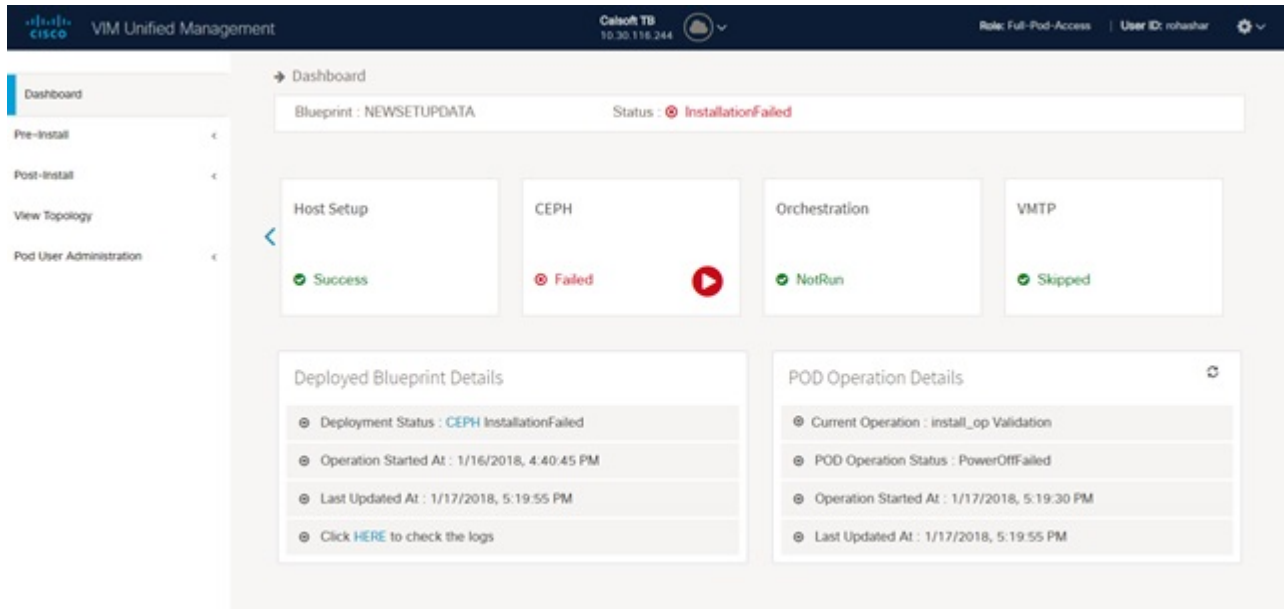 CISCO VIM Unified Management
Calsoft TB
10.30.116.244
Role: Full-Pod-Access | User ID: rohashar
Dashboard
Pre-Install
Post-Install
View Topology
Pod User Administration
Dashboard
Blueprint : NEWSETUPDATA Status : InstallationFailed
Host Setup
Success
CEPH
Failed
Orchestration
NotRun
VMTP
Skipped
Deployed Blueprint Details
Deployment Status : CEPH InstallationFailed
Operation Started At : 1/16/2018, 4:40:45 PM
Last Updated At : 1/17/2018, 5:19:55 PM
Click HERE to check the logs
POD Operation Details
Current Operation : install_op Validation
POD Operation Status : PowerOffFailed
Operation Started At : 1/17/2018, 5:19:30 PM
Last Updated At : 1/17/2018, 5:19:55 PM